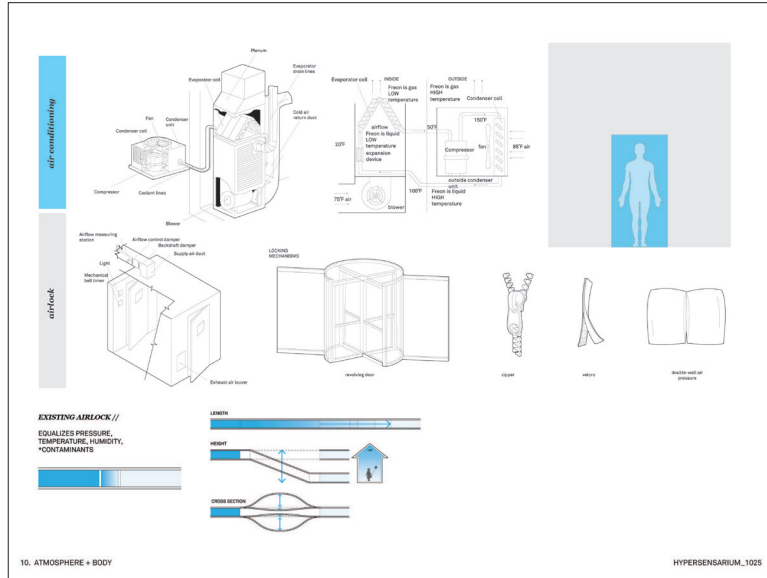 air conditioning
Plenum
Evaporator coil
Evaporator
drain lines
Fan
Condenser
unit
Condenser coil
Cold air
return duct
Compressor
Coolant lines
Blower
Evaporator coil
INSIDE
OUTSIDE
Freon is gas
LOW
temperature
Freon is gas
HIGH
temperature
Condenser coil
150˚F
airflow
Freon is liquid
LOW
temperature
expansion
device
20˚F
50˚F
Compressor
fan
85˚F air
outside condenser
unit
100˚F
Freon is liquid
HIGH
temperature
75˚F air
blower
airlock
Airflow measuring
station
Airflow control damper
Backdraft damper
Supply air duct
Light
Mechanical
bell timer
Exhaust air louver
LOCKING
MECHANISMS
revolving door
zipper
velcro
double-wall air
pressure
EXISTING AIRLOCK //
EQUALIZES PRESSURE,
TEMPERATURE, HUMIDITY,
*CONTAMINANTS
LENGTH
HEIGHT
CROSS SECTION
10. ATMOSPHERE + BODY
HYPERSENSARIUM_1025